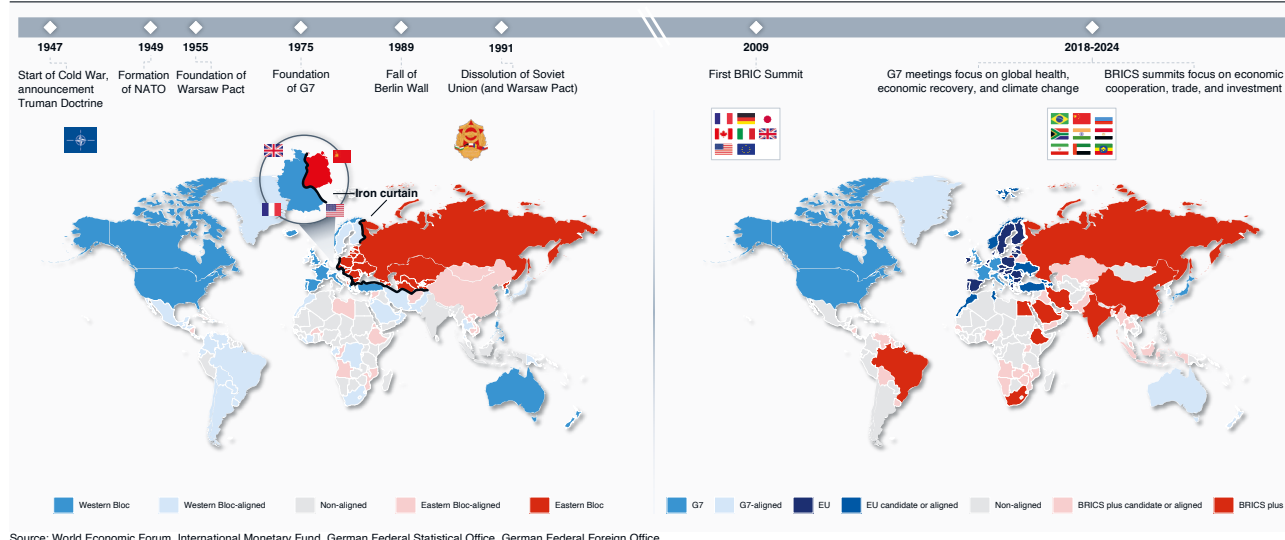 1947
1949
1955
1975
1989
1991
2009
2018-2024
Start of Cold War,
announcement
Truman Doctrine
Formation
of NATO
Foundation of
Warsaw Pact
Foundation
of G7
Fall of
Berlin Wall
Dissolution of Soviet
Union (and Warsaw Pact)
First BRIC Summit
G7 meetings focus on global health,
economic recovery, and climate change
BRICS summits focus on economic
cooperation, trade, and investment
Iron curtain
Western Bloc
Western Bloc-aligned
Non-aligned
Eastern Bloc-aligned
Eastern Bloc
G7
G7-aligned
EU
EU candidate or aligned
Non-aligned
BRICS plus candidate or aligned
BRICS plus
Source: World Economic Forum, International Monetary Fund, German Federal Statistical Office, German Federal Foreign Office